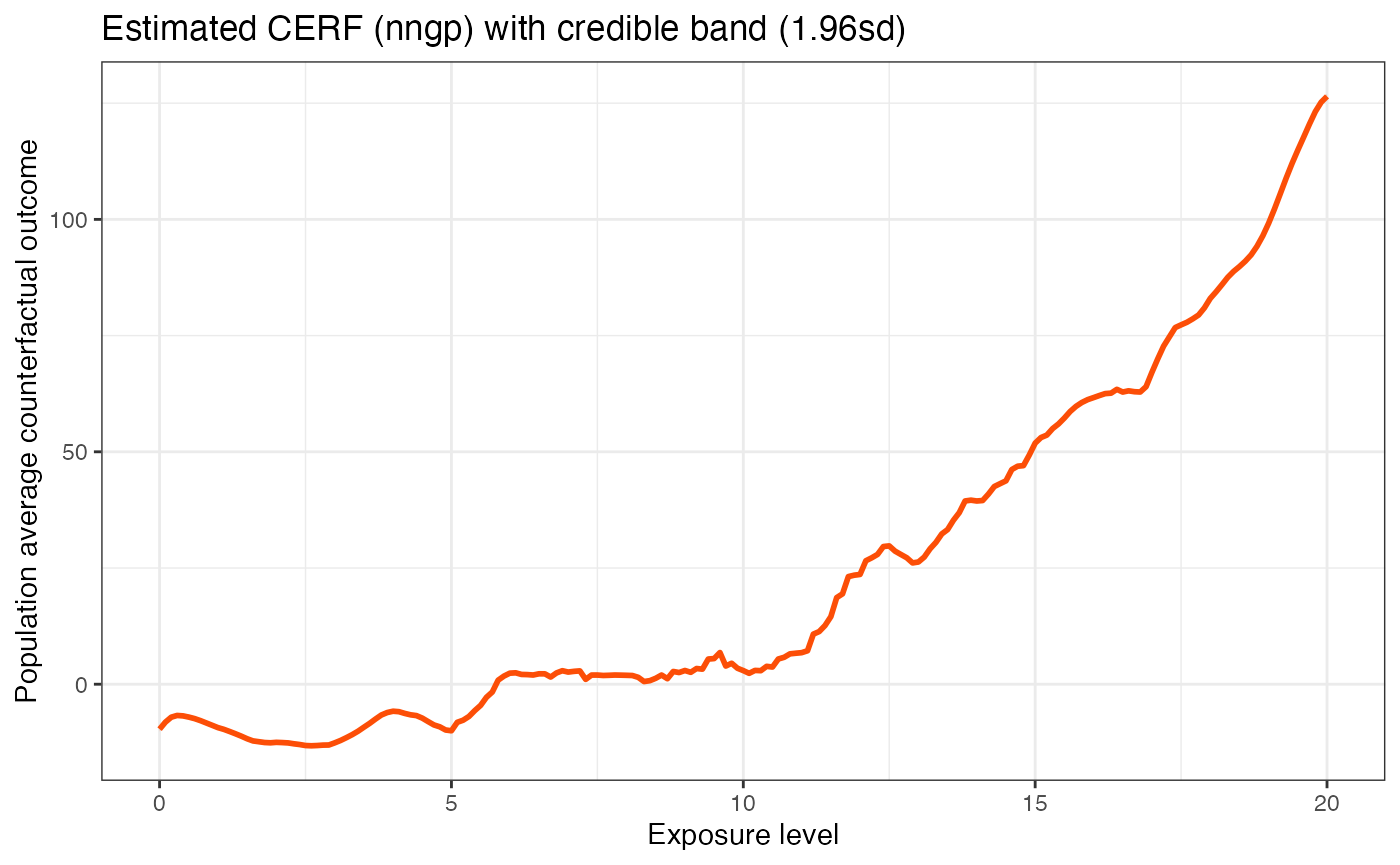 Estimated CERF (nngp) with credible band (1.96sd)
Population average counterfactual outcome
100
50
0
0 5 10 15 20
Exposure level